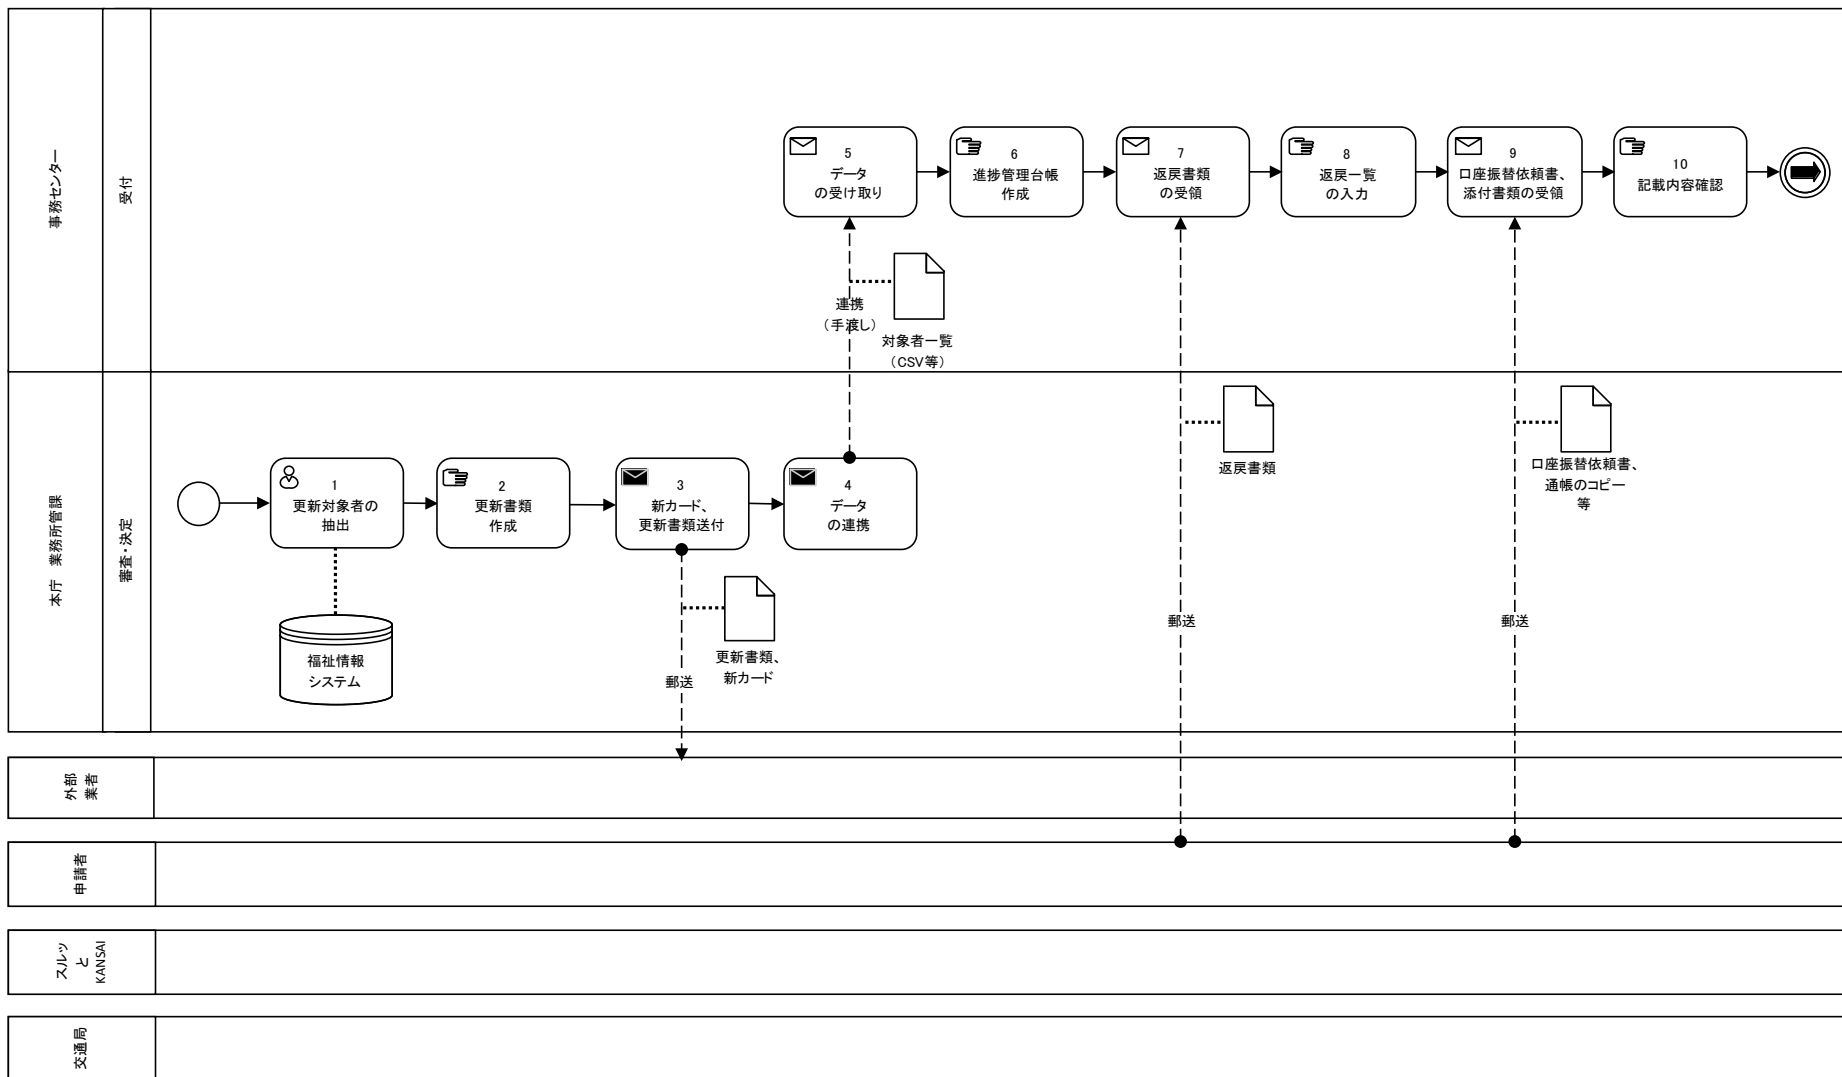 事務センター
受付
5
データ
の受け取り
6
進捗管理台帳
作成
7
返戻書類
の受領
8
返戻一覧
の入力
9
口座振替依頼書、
添付書類の受領
10
記載内容確認
連携
（手渡し）
対象者一覧
（CSV等）
本庁　業務所管課
審査・決定
1
更新対象者の
抽出
2
更新書類
作成
3
新カード、
更新書類送付
4
データ
の連携
返戻書類
口座振替依頼書、
通帳のコピー
等
福祉情報
システム
更新書類、
新カード
郵送
郵送
郵送
外部
業者
申請者
スルッ
と
KANSAI
交通局